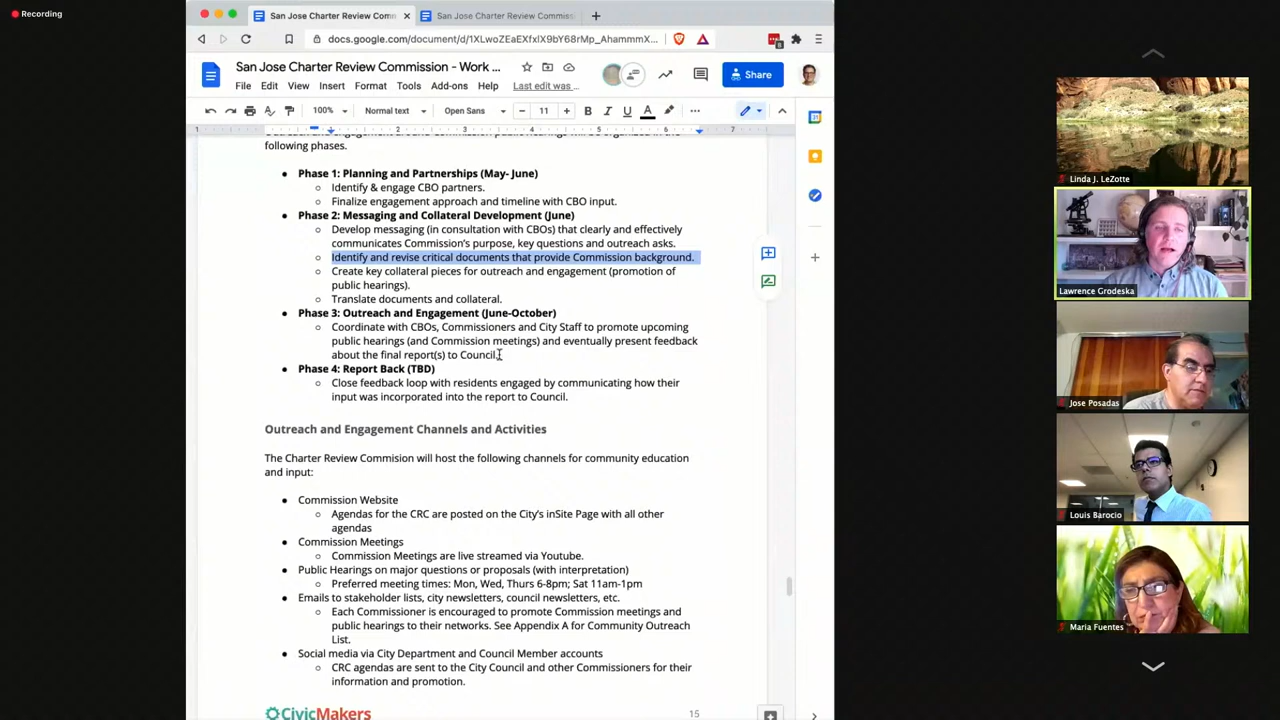 Recording
San Jose Charter Review Comm
San Jose Charter Review Commiss
docs.google.com/document/d/1XLwoZEaEXfxlX9bY68rMp_AhammmX...
8
San Jose Charter Review Commission - Work ...
Share
File Edit View Insert Format Tools Add-ons Help Last edit was ...
100% Normal text Open Sans 11 B I U A
1 1 2 3 4 5 6 7
following phases.
Phase 1: Planning and Partnerships (May- June)
Identify & engage CBO partners.
Finalize engagement approach and timeline with CBO input.
Phase 2: Messaging and Collateral Development (June)
Develop messaging (in consultation with CBOs) that clearly and effectively
communicates Commission's purpose, key questions and outreach asks.
Identify and revise critical documents that provide Commission background.
Create key collateral pieces for outreach and engagement (promotion of
public hearings).
Translate documents and collateral.
Phase 3: Outreach and Engagement (June-October)
Coordinate with CBOs, Commissioners and City Staff to promote upcoming
public hearings (and Commission meetings) and eventually present feedback
about the final report(s) to Council.
Phase 4: Report Back (TBD)
Close feedback loop with residents engaged by communicating how their
input was incorporated into the report to Council.
Outreach and Engagement Channels and Activities
The Charter Review Commision will host the following channels for community education
and input:
Commission Website
Agendas for the CRC are posted on the City's inSite Page with all other
agendas
Commission Meetings
Commission Meetings are live streamed via Youtube.
Public Hearings on major questions or proposals (with interpretation)
Preferred meeting times: Mon, Wed, Thurs 6-8pm; Sat 11am-1pm
Emails to stakeholder lists, city newsletters, council newsletters, etc.
Each Commissioner is encouraged to promote Commission meetings and
public hearings to their networks. See Appendix A for Community Outreach
List.
Social media via City Department and Council Member accounts
CRC agendas are sent to the City Council and other Commissioners for their
information and promotion.
CivicMakers
15
Linda J. LeZotte
Lawrence Grodeska
Jose Posadas
Louis Barocio
Maria Fuentes